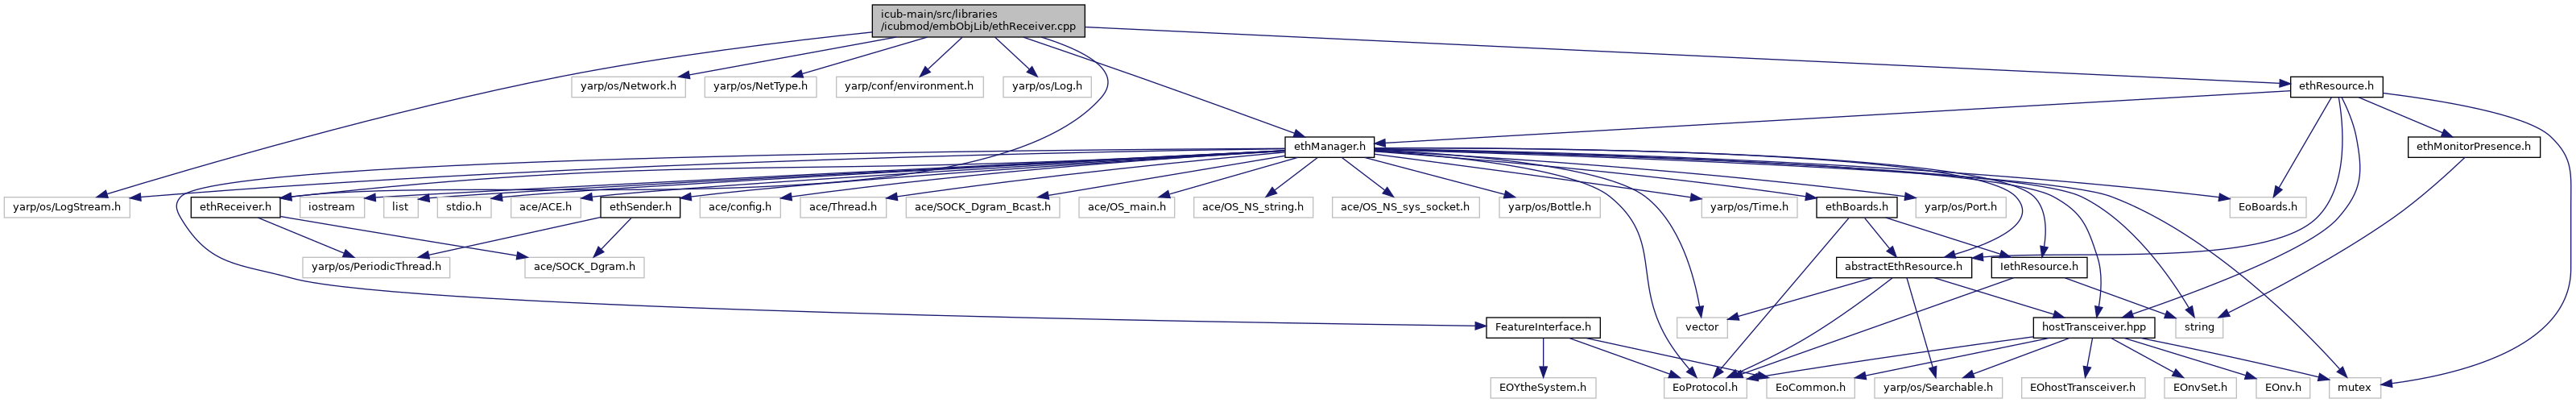 icub-main/src/libraries
/icubmod/embObjLib/ethReceiver.cpp
yarp/os/Network.h
yarp/os/NetType.h
yarp/conf/environment.h
yarp/os/Log.h
ethResource.h
ethManager.h
ethMonitorPresence.h
yarp/os/LogStream.h
ethReceiver.h
iostream
list
stdio.h
ace/ACE.h
ethSender.h
ace/config.h
ace/Thread.h
ace/SOCK_Dgram_Bcast.h
ace/OS_main.h
ace/OS_NS_string.h
ace/OS_NS_sys_socket.h
yarp/os/Bottle.h
yarp/os/Time.h
ethBoards.h
yarp/os/Port.h
EoBoards.h
yarp/os/PeriodicThread.h
ace/SOCK_Dgram.h
abstractEthResource.h
IethResource.h
FeatureInterface.h
vector
hostTransceiver.hpp
string
EOYtheSystem.h
EoProtocol.h
EoCommon.h
yarp/os/Searchable.h
EOhostTransceiver.h
EOnvSet.h
EOnv.h
mutex